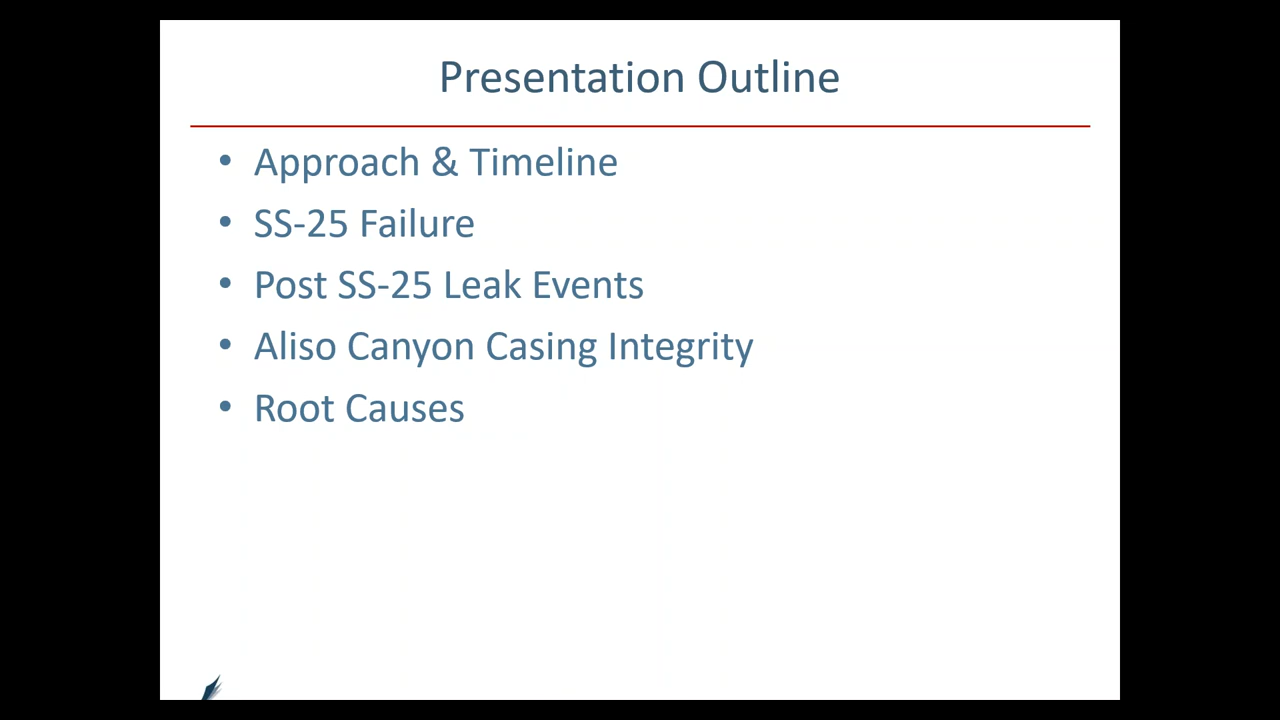 Presentation Outline
• Approach & Timeline
• SS-25 Failure
• Post SS-25 Leak Events
• Aliso Canyon Casing Integrity
• Root Causes